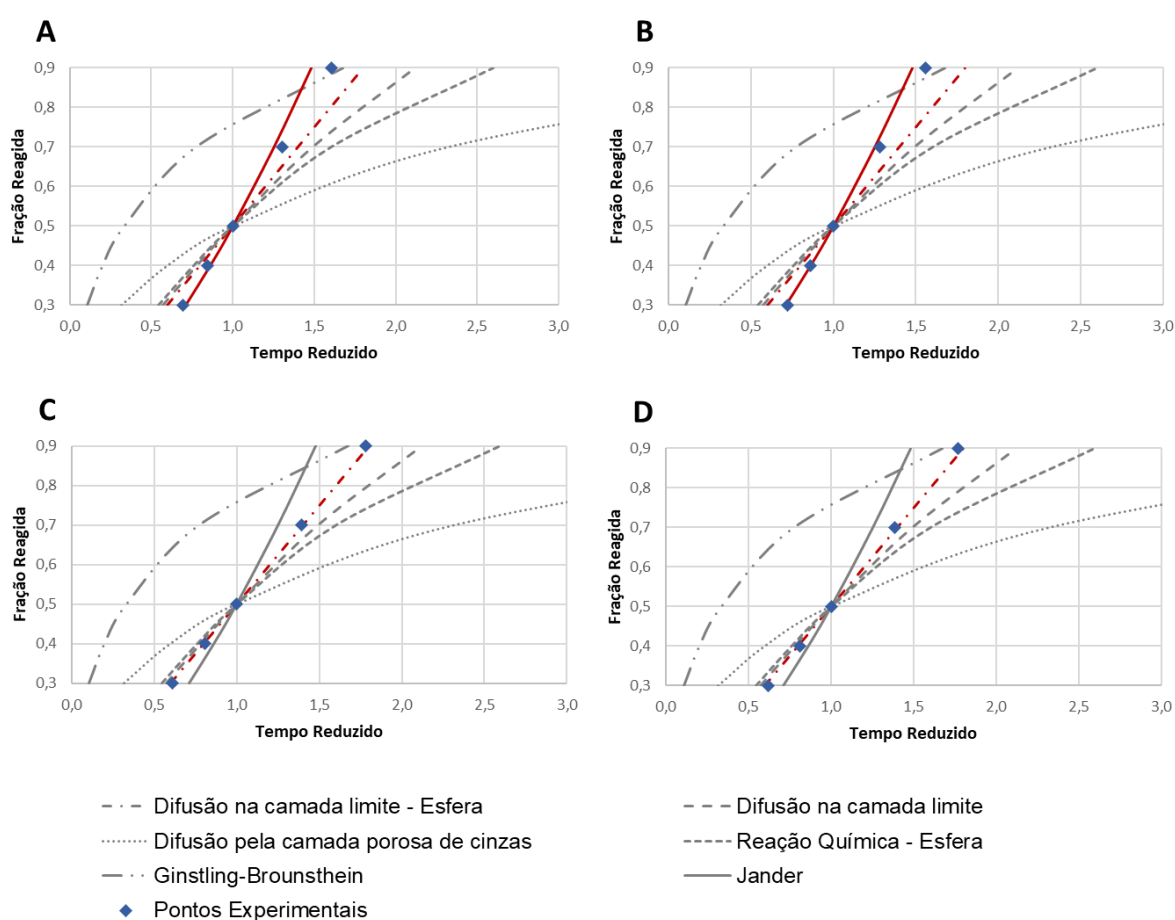 A
0,9
0,8
0,7
0,6
0,5
0,4
0,3
Fração Reagida
0,0 0,5 1,0 1,5 2,0 2,5 3,0
Tempo Reduzido
B
0,9
0,8
0,7
0,6
0,5
0,4
0,3
Fração Reagida
0,0 0,5 1,0 1,5 2,0 2,5 3,0
Tempo Reduzido
C
0,9
0,8
0,7
0,6
0,5
0,4
0,3
Fração Reagida
0,0 0,5 1,0 1,5 2,0 2,5 3,0
Tempo Reduzido
D
0,9
0,8
0,7
0,6
0,5
0,4
0,3
Fração Reagida
0,0 0,5 1,0 1,5 2,0 2,5 3,0
Tempo Reduzido
Difusão na camada limite - Esfera
Difusão na camada limite
Difusão pela camada porosa de cinzas
Reação Química - Esfera
Ginstling-Brounsthein
Jander
Pontos Experimentais